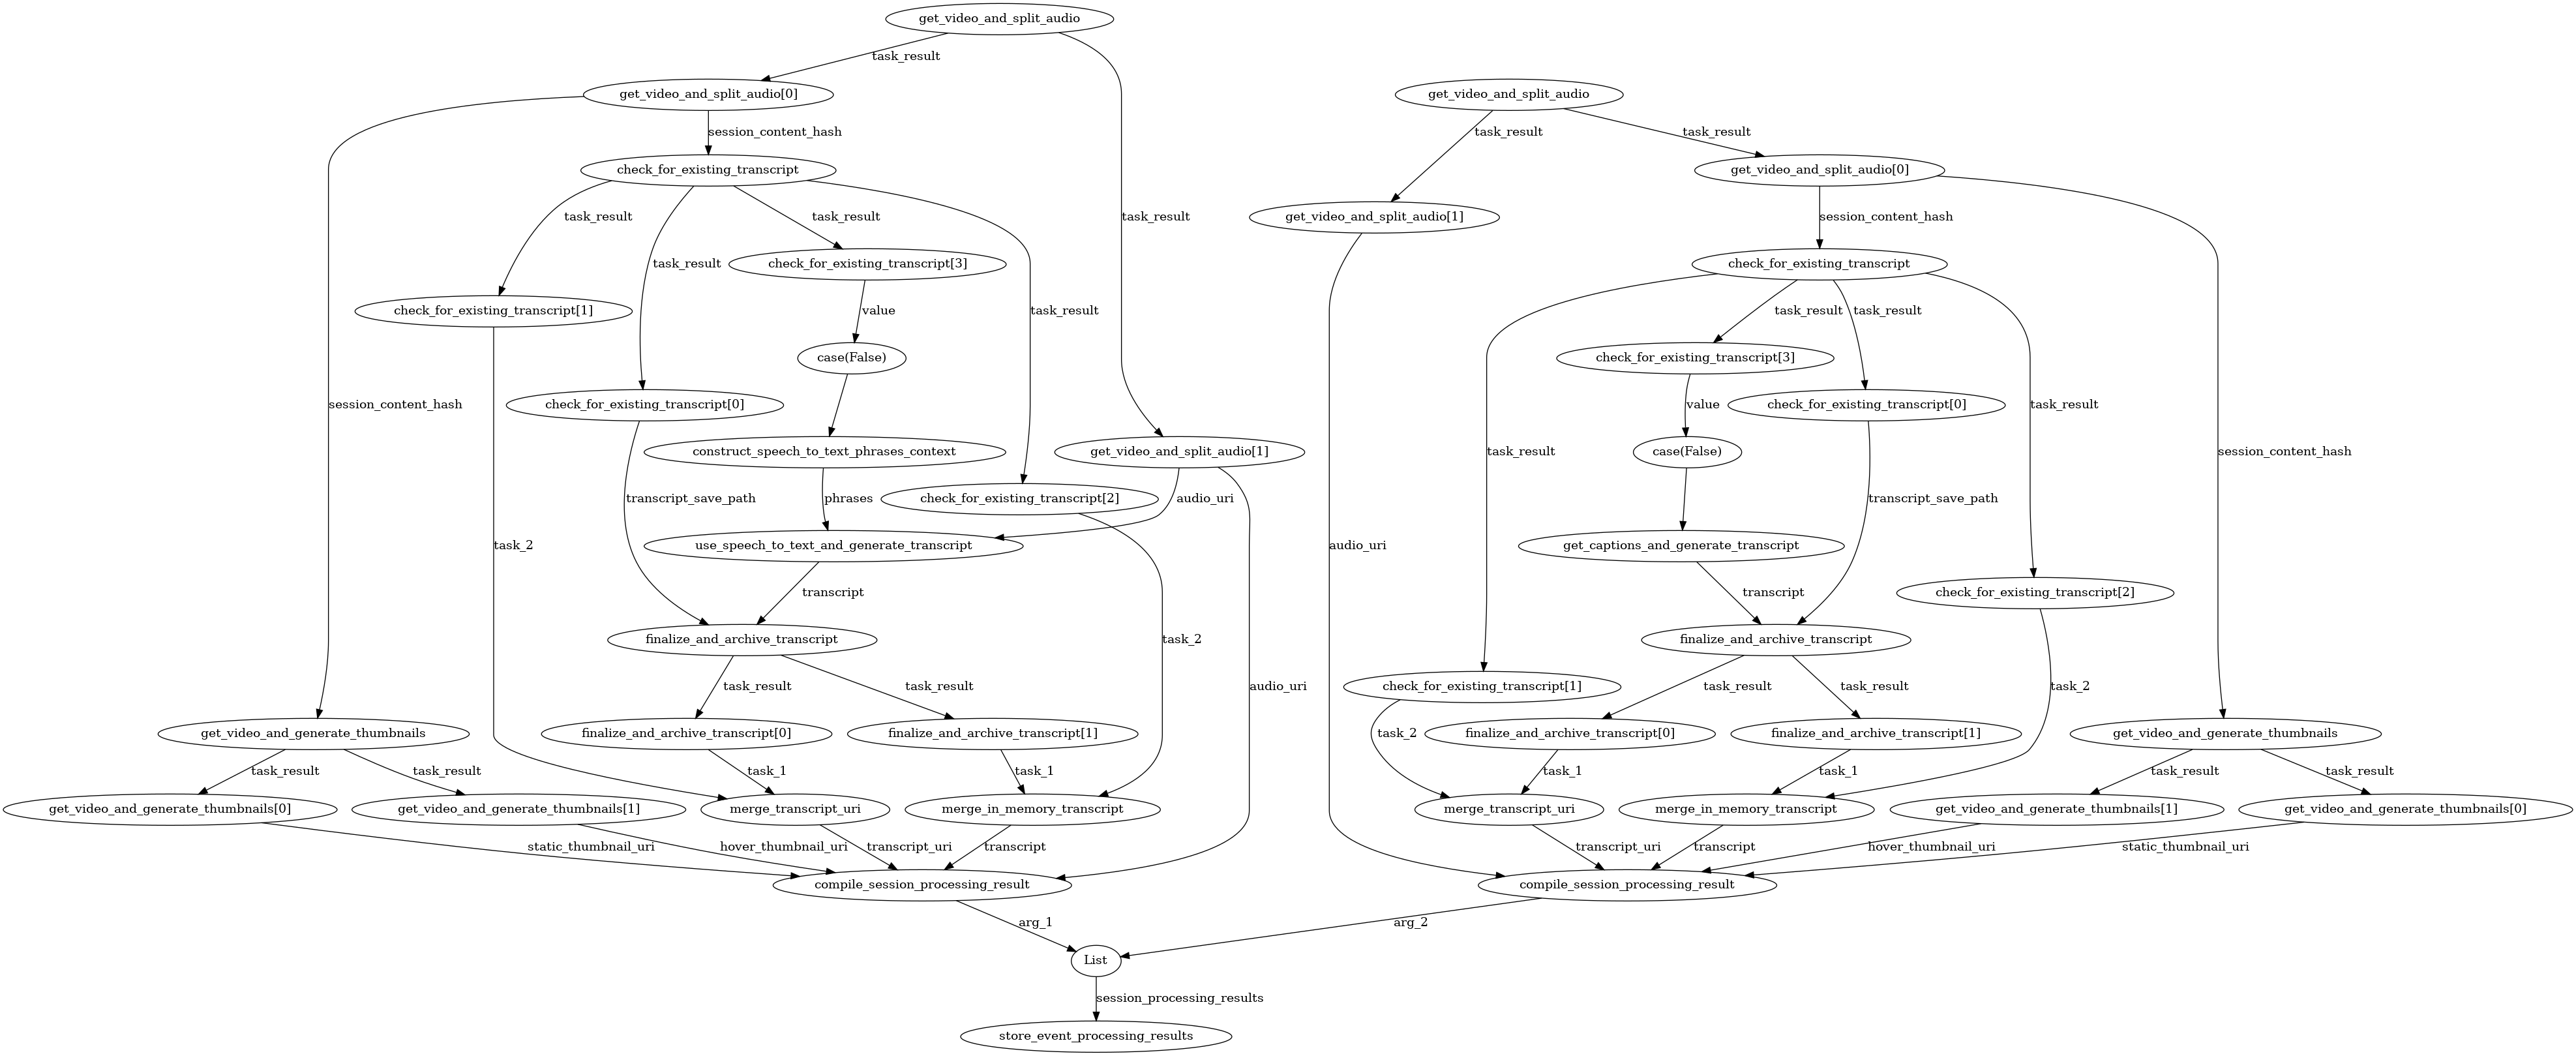 get_video_and_split_audio
task_result
get_video_and_split_audio[0]
get_video_and_split_audio
session_content_hash
task_result
task_result
check_for_existing_transcript
get_video_and_split_audio[0]
task_result
task_result
task_result
get_video_and_split_audio[1]
session_content_hash
check_for_existing_transcript[3]
task_result
check_for_existing_transcript
check_for_existing_transcript[1]
value
task_result
task_result
task_result
case(False)
check_for_existing_transcript[3]
session_content_hash
check_for_existing_transcript[0]
task_result
value
check_for_existing_transcript[0]
task_result
construct_speech_to_text_phrases_context
get_video_and_split_audio[1]
case(False)
session_content_hash
transcript_save_path
phrases
check_for_existing_transcript[2]
audio_uri
transcript_save_path
task_2
use_speech_to_text_and_generate_transcript
audio_uri
get_captions_and_generate_transcript
transcript
transcript
check_for_existing_transcript[2]
finalize_and_archive_transcript
task_2
finalize_and_archive_transcript
task_result
task_result
audio_uri
check_for_existing_transcript[1]
task_result
task_result
task_2
get_video_and_generate_thumbnails
finalize_and_archive_transcript[0]
finalize_and_archive_transcript[1]
task_2
finalize_and_archive_transcript[0]
finalize_and_archive_transcript[1]
get_video_and_generate_thumbnails
task_result
task_result
task_1
task_1
task_1
task_1
task_result
task_result
get_video_and_generate_thumbnails[0]
get_video_and_generate_thumbnails[1]
merge_transcript_uri
merge_in_memory_transcript
merge_transcript_uri
merge_in_memory_transcript
get_video_and_generate_thumbnails[1]
get_video_and_generate_thumbnails[0]
static_thumbnail_uri
hover_thumbnail_uri
transcript_uri
transcript
transcript_uri
transcript
hover_thumbnail_uri
static_thumbnail_uri
compile_session_processing_result
compile_session_processing_result
arg_1
arg_2
List
session_processing_results
store_event_processing_results